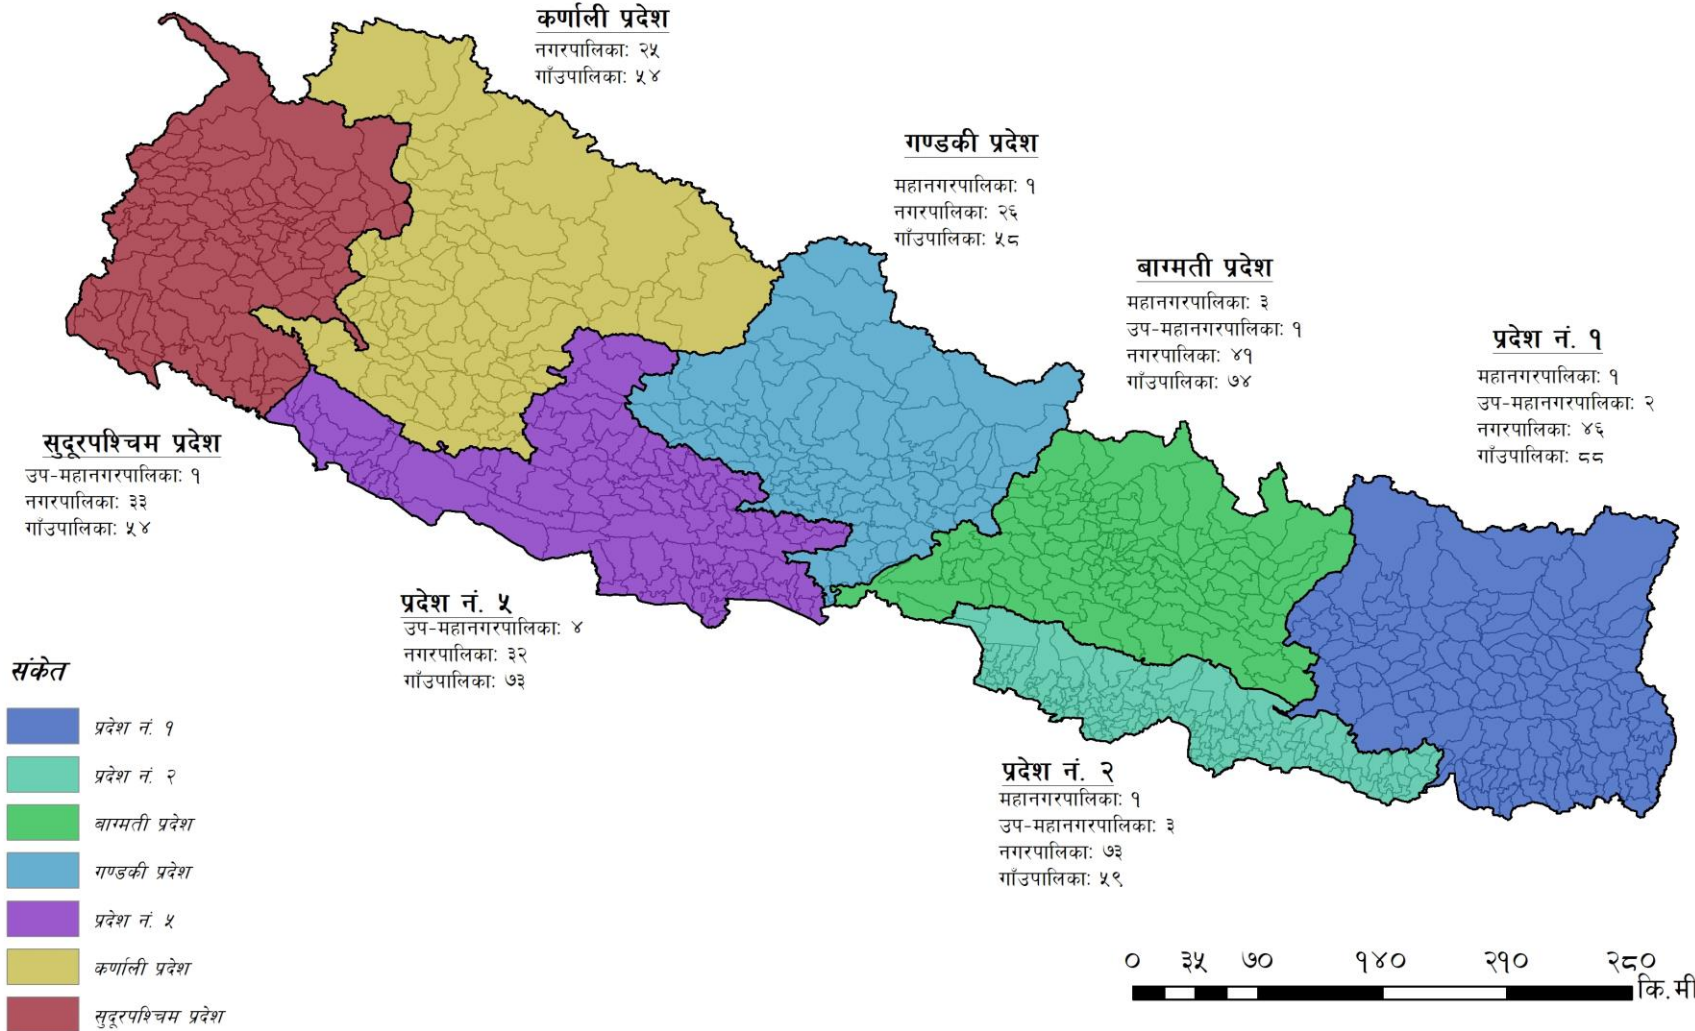 कर्णाली प्रदेश
नगरपालिका: २५
गाँउपालिका: ५४
गण्डकी प्रदेश
महानगरपालिका: १
नगरपालिका: २६
गाँउपालिका: ५८
बाग्मती प्रदेश
महानगरपालिका: ३
उप-महानगरपालिका: १
नगरपालिका: ४१
गाँउपालिका: ७४
प्रदेश नं. १
महानगरपालिका: १
उप-महानगरपालिका: २
नगरपालिका: ४६
गाँउपालिका: ८८
सुदूरपश्चिम प्रदेश
उप-महानगरपालिका: १
नगरपालिका: ३३
गाँउपालिका: ५४
प्रदेश नं. ५
उप-महानगरपालिका: ४
नगरपालिका: ३२
गाँउपालिका: ७३
प्रदेश नं. २
महानगरपालिका: १
उप-महानगरपालिका: ३
नगरपालिका: ७३
गाँउपालिका: ५९
संकेत
प्रदेश नं. १
प्रदेश नं. २
बाग्मती प्रदेश
गण्डकी प्रदेश
प्रदेश नं. ५
कर्णाली प्रदेश
सुदूरपश्चिम प्रदेश
० ३५ ७० १४० २१० २८०
कि.मी